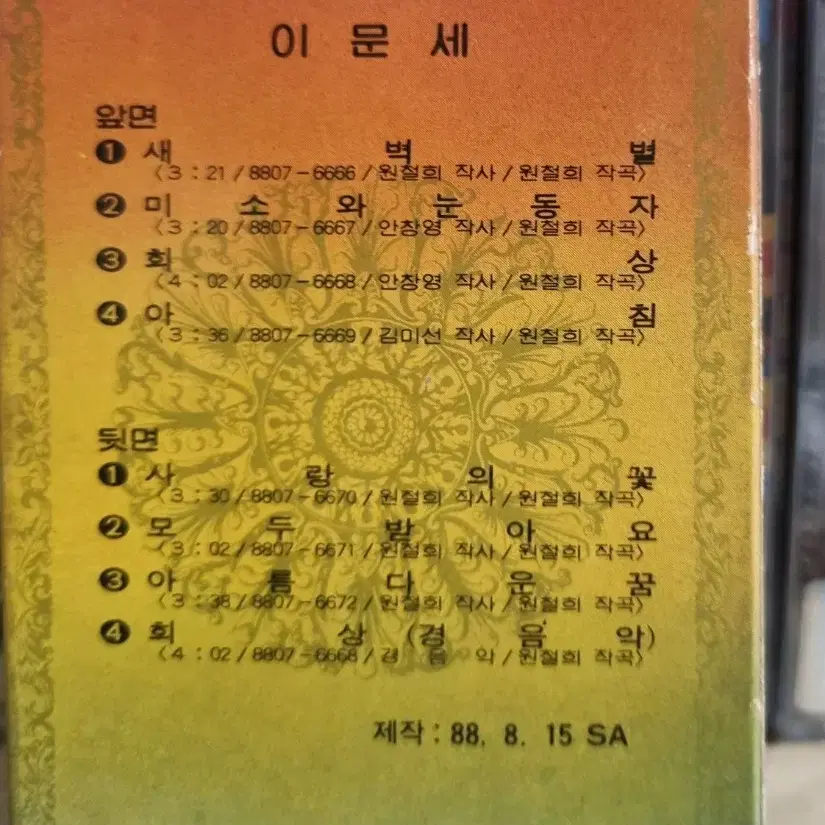 이문세
앞면
❶ 새벽별
〈3:21/8807-6666/원철희 작사/원철희 작곡〉
❷ 미소와눈동자
〈3:20/8807-6667/안창영 작사/원철희 작곡〉
❸ 회상
〈4:02/8807-6668/안창영 작사/원철희 작곡〉
❹ 아침
〈3:36/8807-6669/김미선 작사/원철희 작곡〉
뒷면
❶ 사랑의꽃
〈3:30/8807-6670/원철희 작사/원철희 작곡〉
❷ 모두받아요
〈3:02/8807-6671/원철희 작사/원철희 작곡〉
❸ 아름다운꿈
〈3:38/8807-6672/원철희 작사/원철희 작곡〉
❹ 회상(경음악)
〈4:02/8807-6668/경음악/원철희 작곡〉
제작: 88. 8. 15 SA